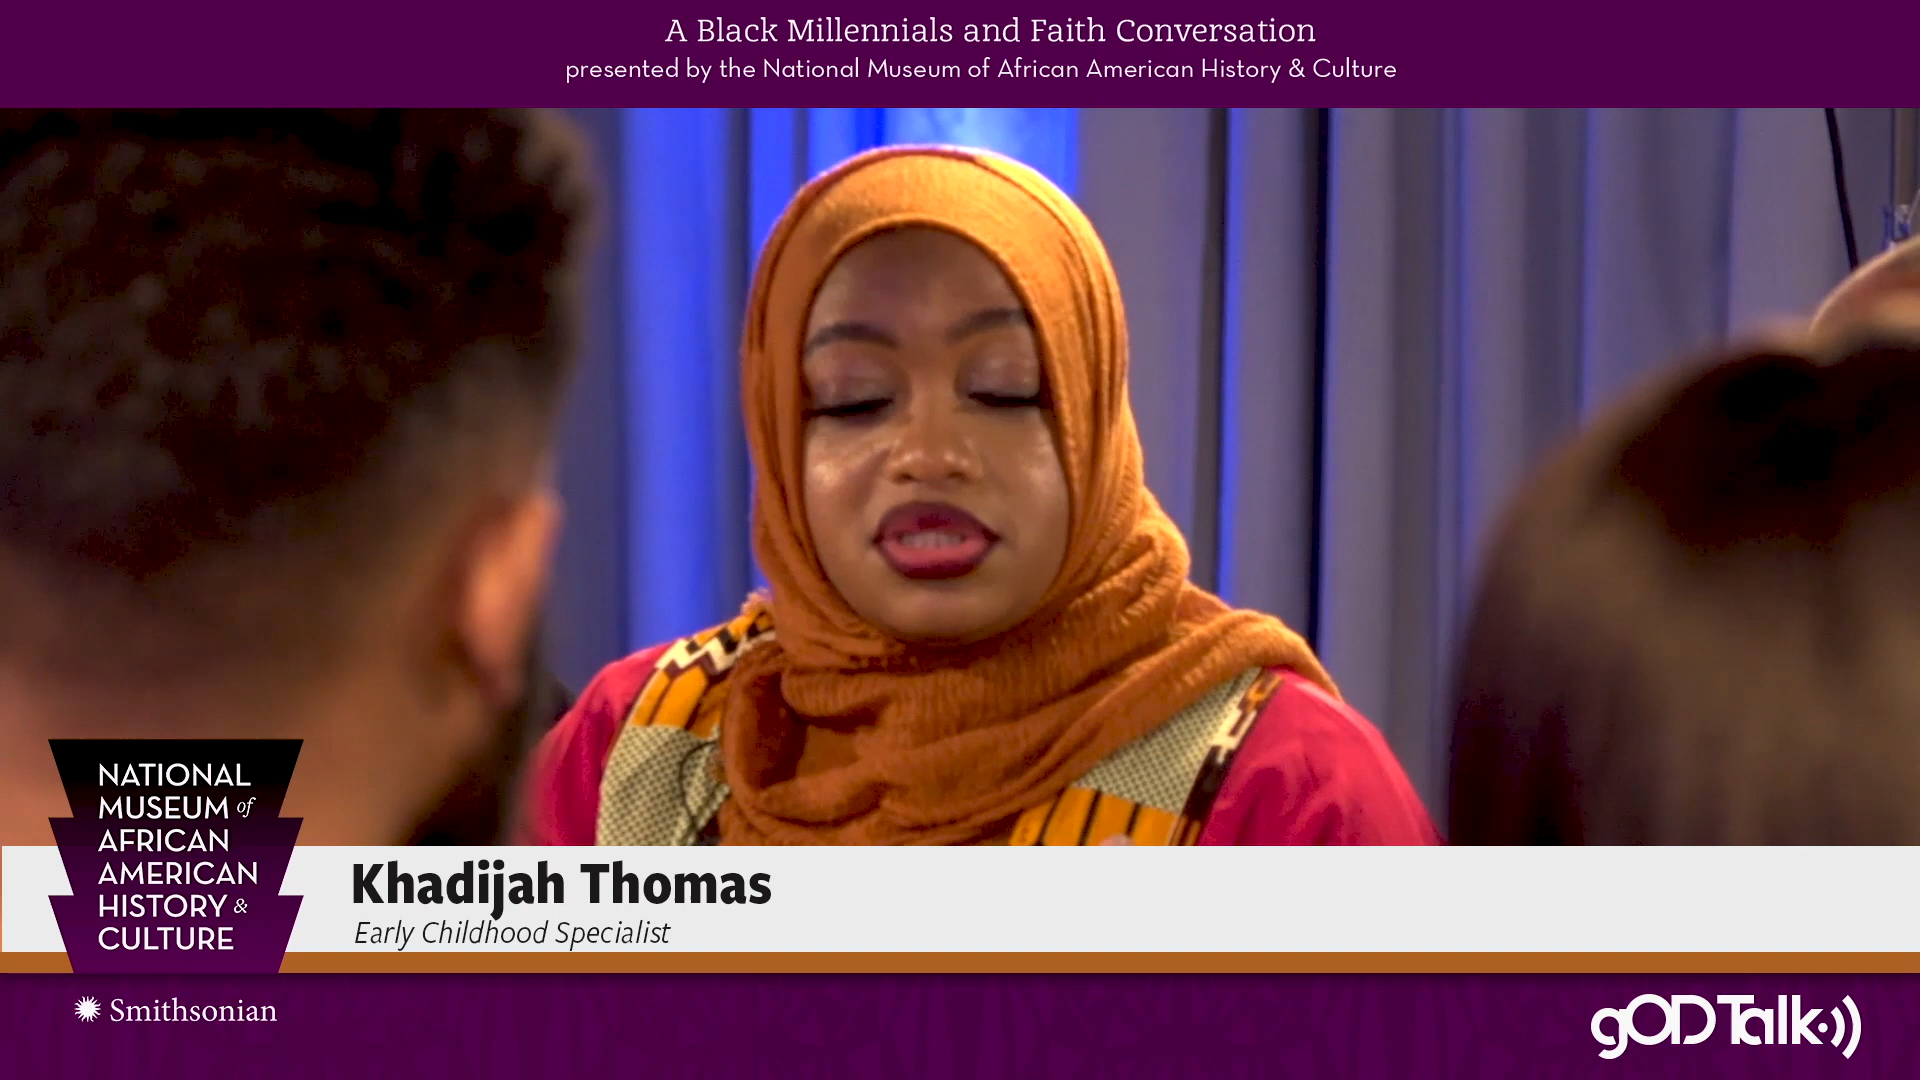 A Black Millennials and Faith Conversation
presented by the National Museum of African American History & Culture
NATIONAL
MUSEUM of
AFRICAN
AMERICAN
HISTORY &
CULTURE
Khadijah Thomas
Early Childhood Specialist
Smithsonian
gODTalk